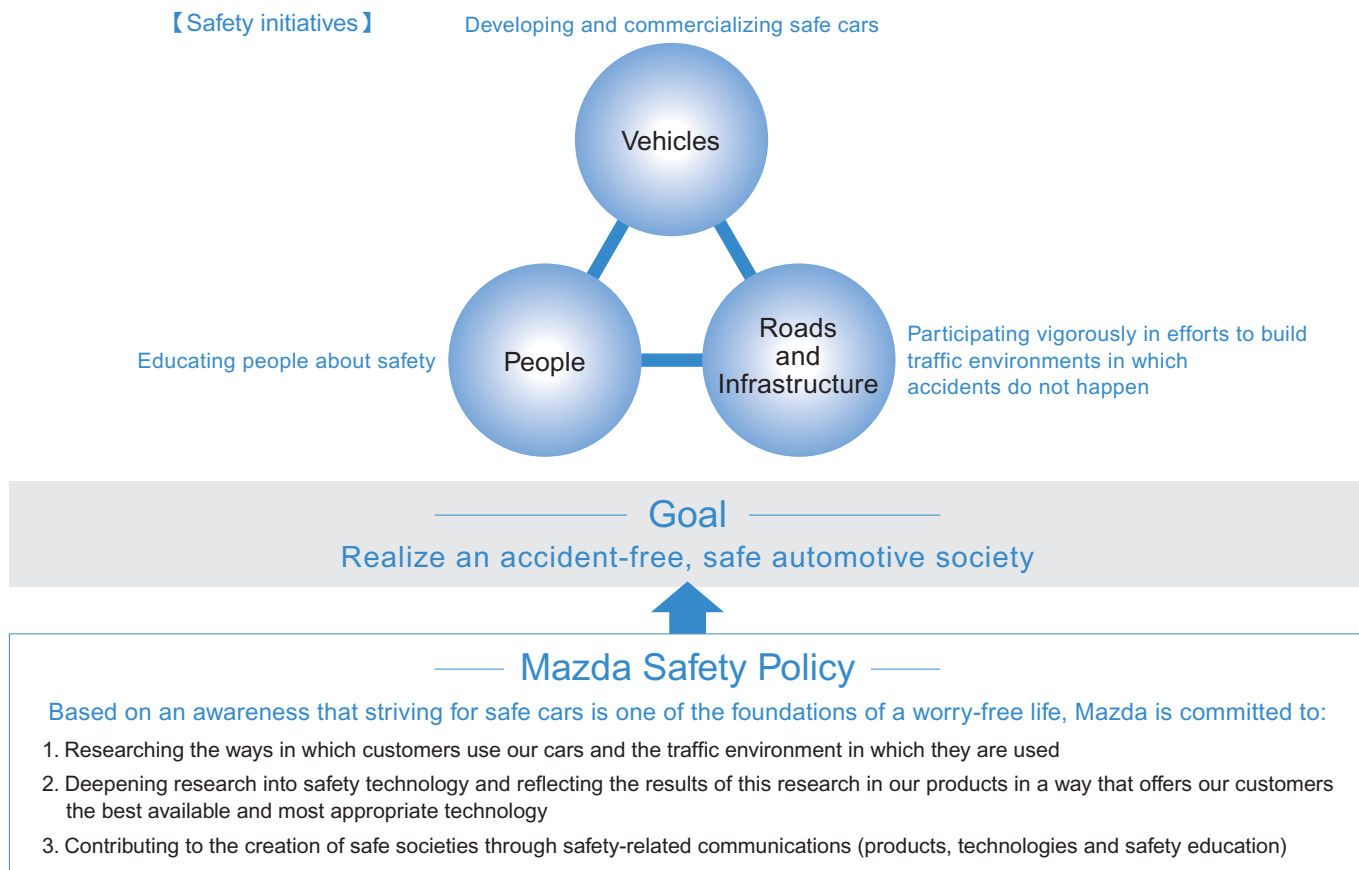 【Safety initiatives】
Developing and commercializing safe cars
Vehicles
Educating people about safety
People
Roads
and
Infrastructure
Participating vigorously in efforts to build
traffic environments in which
accidents do not happen
Goal
Realize an accident-free, safe automotive society
Mazda Safety Policy
Based on an awareness that striving for safe cars is one of the foundations of a worry-free life, Mazda is committed to:
1. Researching the ways in which customers use our cars and the traffic environment in which they are used
2. Deepening research into safety technology and reflecting the results of this research in our products in a way that offers our customers
the best available and most appropriate technology
3. Contributing to the creation of safe societies through safety-related communications (products, technologies and safety education)